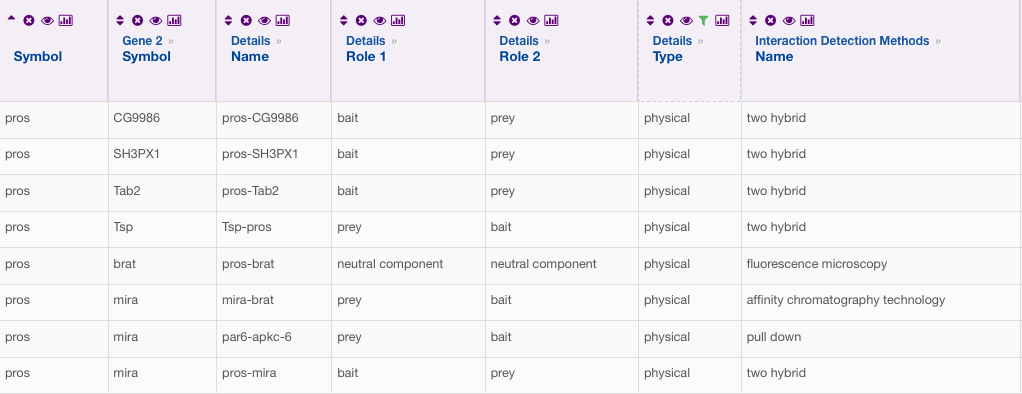 Gene 2 » Details » Details » Details » Details » Interaction Detection Methods »
Symbol Symbol Name Role 1 Role 2 Type Name
pros CG9986 pros-CG9986 bait prey physical two hybrid
pros SH3PX1 pros-SH3PX1 bait prey physical two hybrid
pros Tab2 pros-Tab2 bait prey physical two hybrid
pros Tsp Tsp-pros prey bait physical two hybrid
pros brat pros-brat neutral component neutral component physical fluorescence microscopy
pros mira mira-brat prey bait physical affinity chromatography technology
pros mira par6-apkc-6 prey bait physical pull down
pros mira pros-mira bait prey physical two hybrid